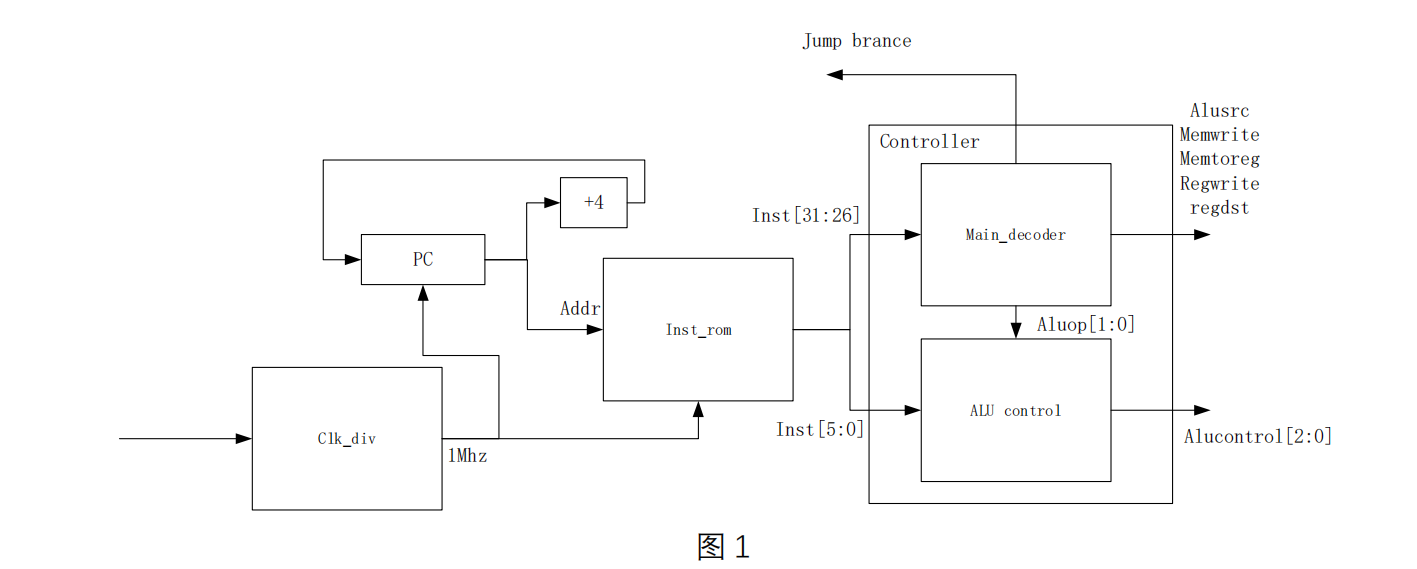 Jump brance
Alusrc
Memwrite
Memtoreg
Regwrite
regdst
Controller
+4
Inst[31:26]
Main_decoder
PC
Addr
Inst_rom
Aluop[1:0]
Clk_div
1Mhz
Inst[5:0]
ALU control
Alucontrol[2:0]
图 1